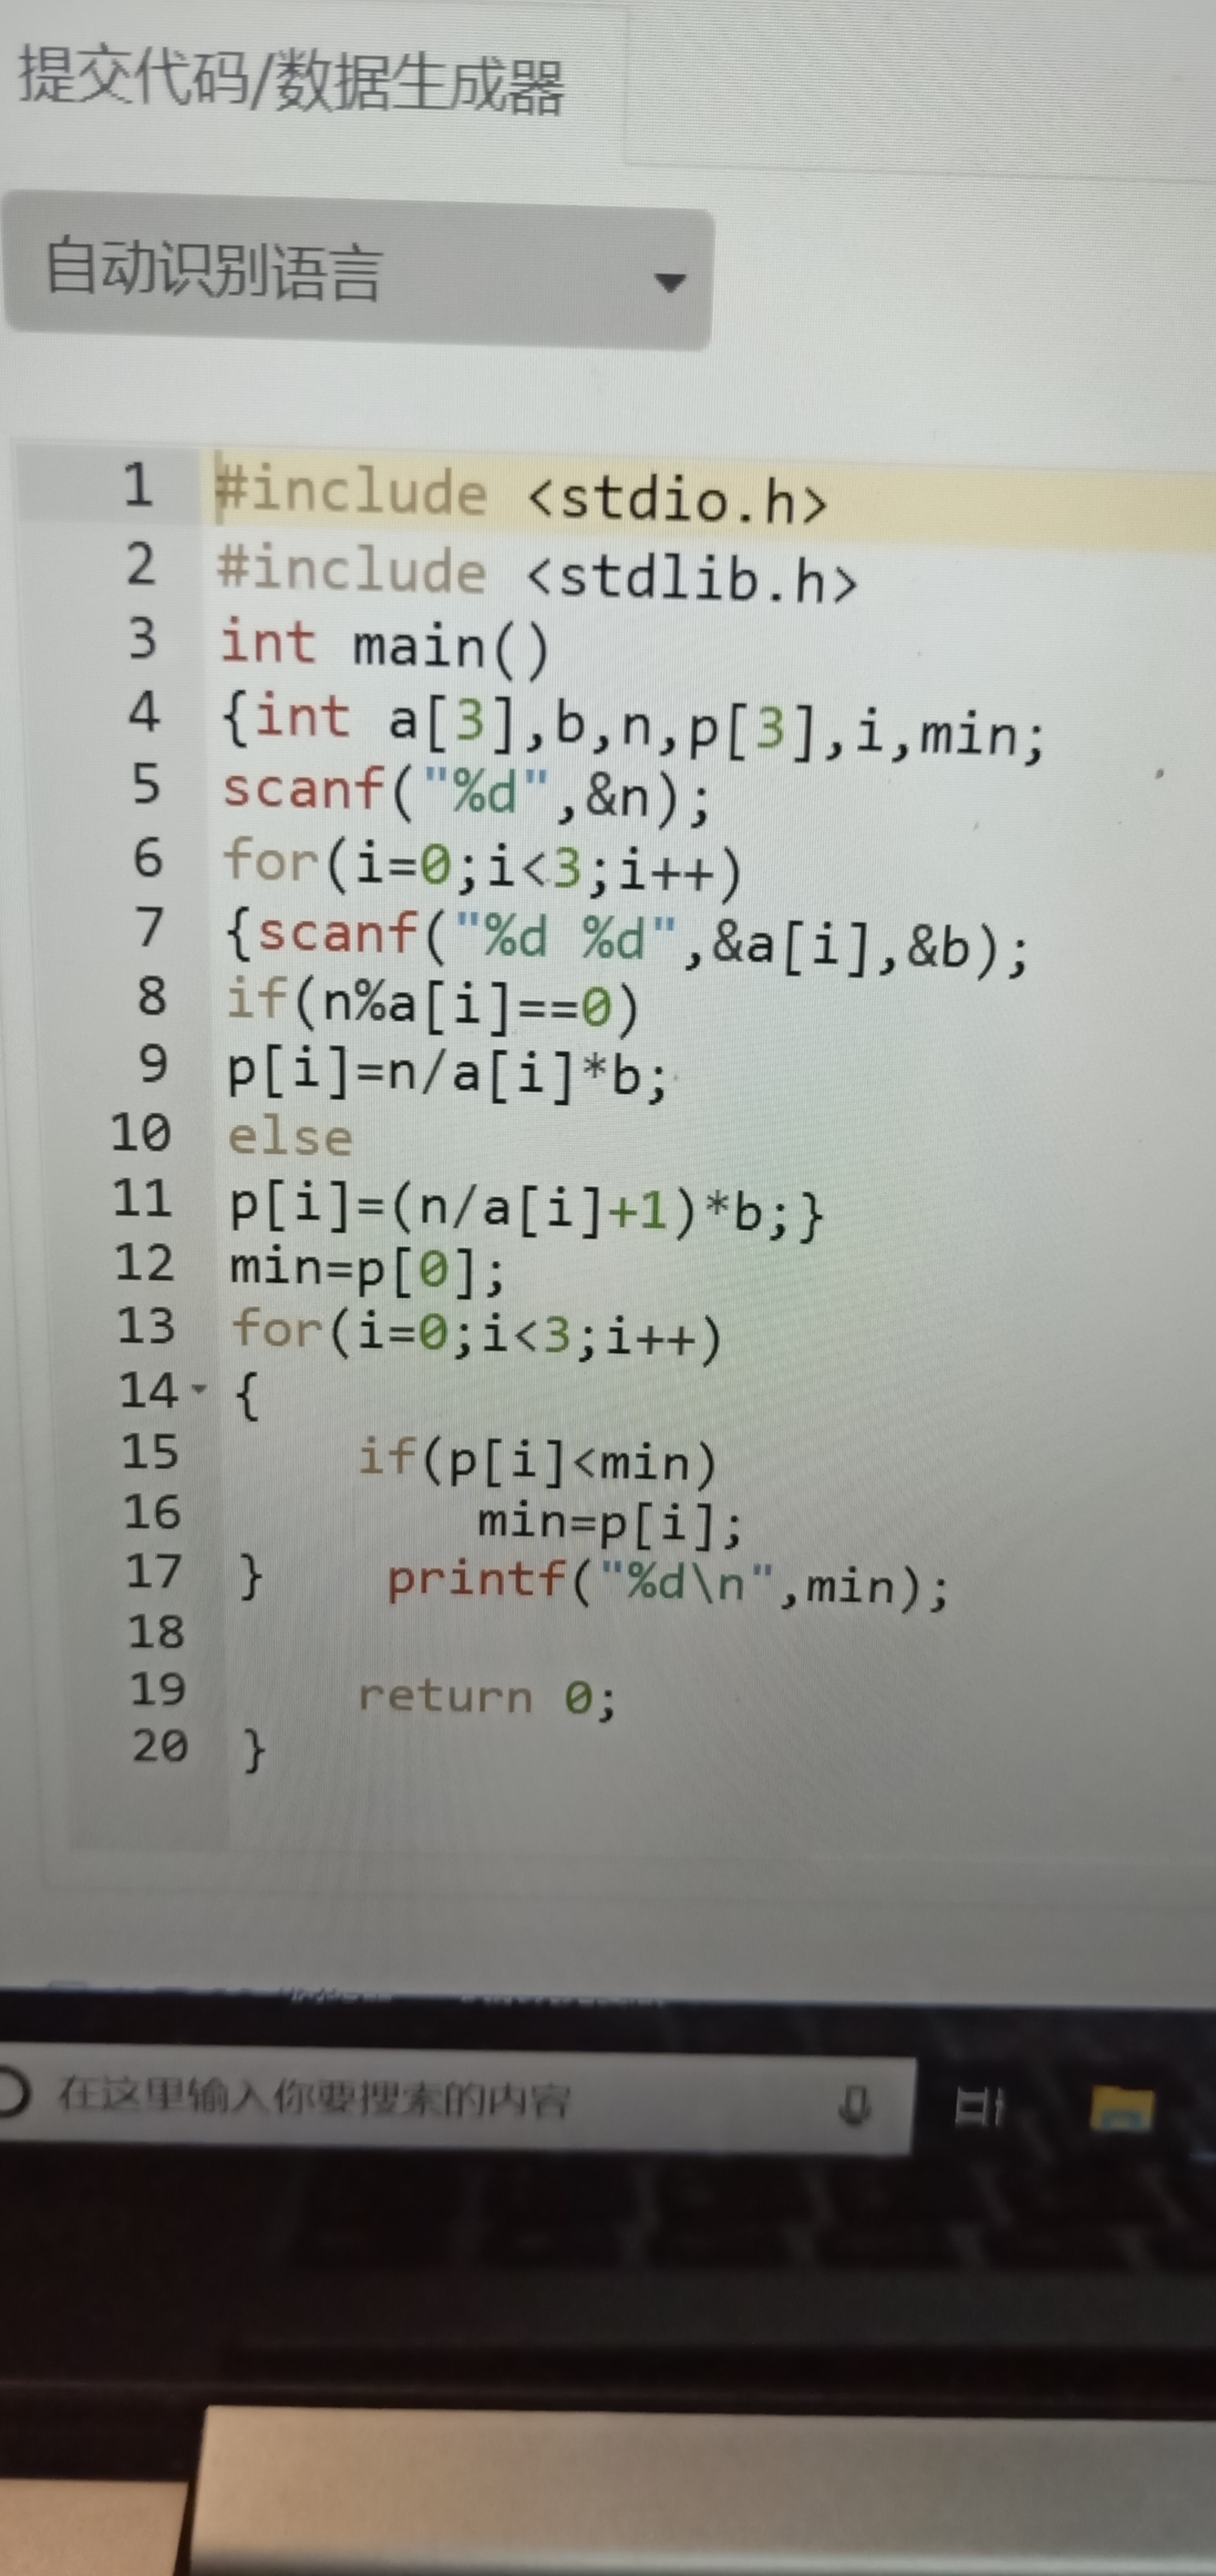 提交代码/数据生成器
自动识别语言
1 #include <stdio.h>
2 #include <stdlib.h>
3 int main()
4 {int a[3],b,n,p[3],i,min;
5 scanf("%d",&n);
6 for(i=0;i<3;i++)
7 {scanf("%d %d",&a[i],&b);
8 if(n%a[i]==0)
9 p[i]=n/a[i]*b;
10 else
11 p[i]=(n/a[i]+1)*b;}
12 min=p[0];
13 for(i=0;i<3;i++)
14 {
15     if(p[i]<min)
16         min=p[i];
17 }    printf("%d\n",min);
18
19     return 0;
20 }
在这里输入你要搜索的内容